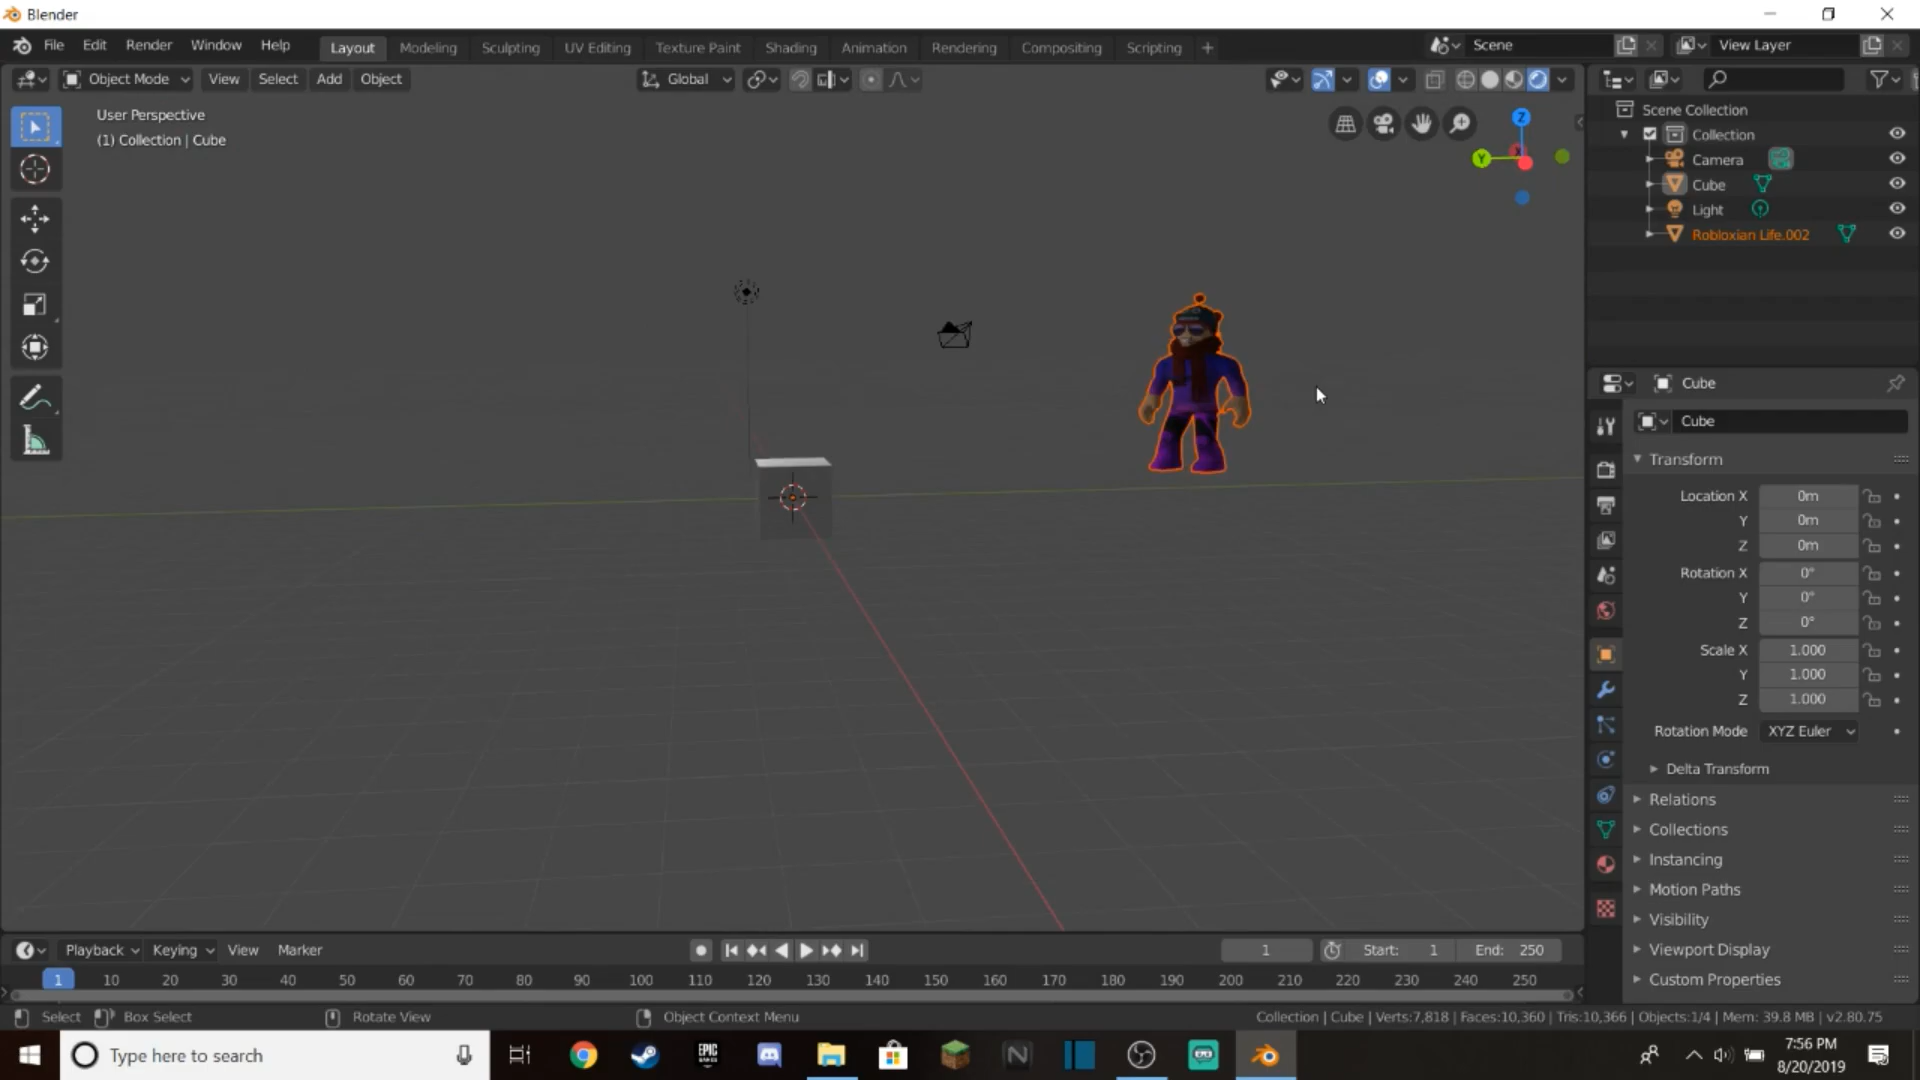 Blender
File Edit Render Window Help Layout Modeling Sculpting UV Editing Texture Paint Shading Animation Rendering Compositing Scripting + Scene View Layer
Object Mode View Select Add Object Global
User Perspective
(1) Collection | Cube
Z
Y
Scene Collection
Collection
Camera
Cube
Light
Robloxian Life.002
Cube
Cube
Transform
Location X 0m
Y 0m
Z 0m
Rotation X 0°
Y 0°
Z 0°
Scale X 1.000
Y 1.000
Z 1.000
Rotation Mode XYZ Euler
Delta Transform
Relations
Collections
Instancing
Motion Paths
Visibility
Viewport Display
Custom Properties
Playback Keying View Marker 1 Start: 1 End: 250
1 10 20 30 40 50 60 70 80 90 100 110 120 130 140 150 160 170 180 190 200 210 220 230 240 250
Select Box Select Rotate View Object Context Menu Collection | Cube | Verts:7,818 | Faces:10,360 | Tris:10,366 | Objects:1/4 | Mem: 39.8 MB | v2.80.75
Type here to search
EPIC GAMES
N
7:56 PM
8/20/2019